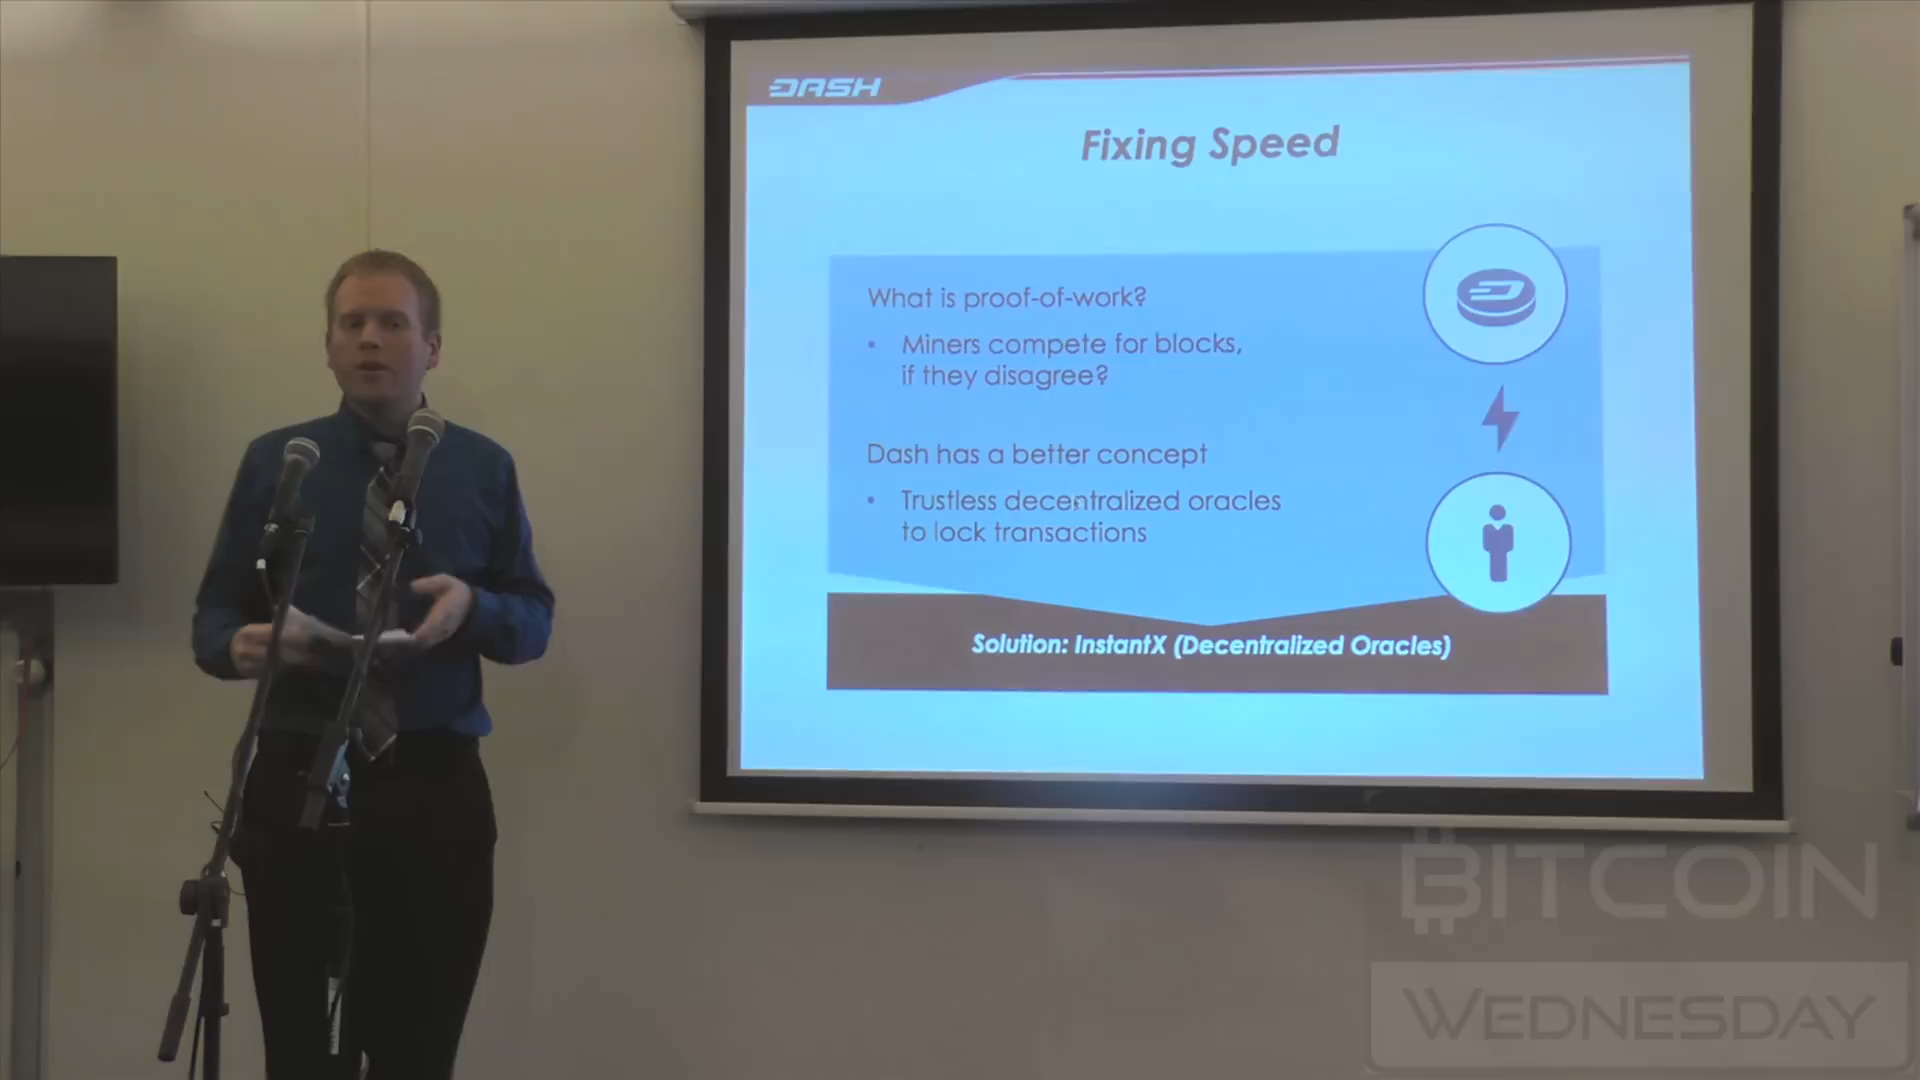 DASH
Fixing Speed
What is proof-of-work?
• Miners compete for blocks,
if they disagree?
Dash has a better concept
• Trustless decentralized oracles
to lock transactions
Solution: InstantX (Decentralized Oracles)
BITCOIN
WEDNESDAY